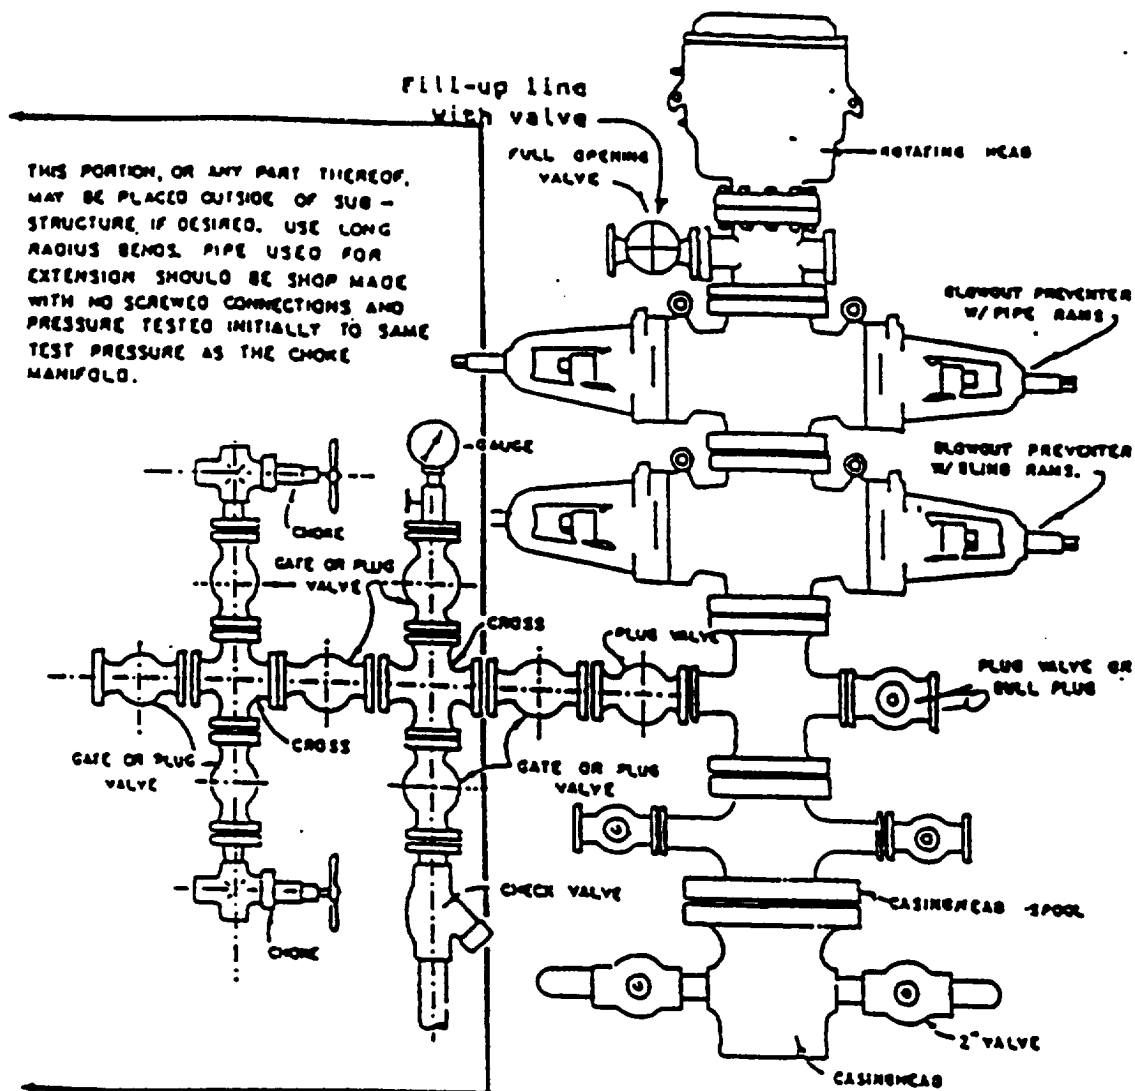 Fill-up line
with valve
FULL OPENING
VALVE
ROTATING HEAD
THIS PORTION, OR ANY PART THEREOF,
MAY BE PLACED OUTSIDE OF SUB-
STRUCTURE, IF DESIRED. USE LONG
RADIUS BENDS. PIPE USED FOR
EXTENSION SHOULD BE SHOP MADE
WITH NO SCREWED CONNECTIONS AND
PRESSURE TESTED INITIALLY TO SAME
TEST PRESSURE AS THE CHOKE
MANIFOLD.
BLOWOUT PREVENTER
W/ PIPE RAMS.
GAUGE
BLOWOUT PREVENTER
W/ BLIND RAMS.
CHOKE
GATE OR PLUG
VALVE
CROSS
PLUG VALVE
PLUG VALVE OR
BULL PLUG
CROSS
GATE OR PLUG
VALVE
GATE OR PLUG
VALVE
CHECK VALVE
CASINGHEAD SPOOL
CHOKE
2" VALVE
CASINGHEAD